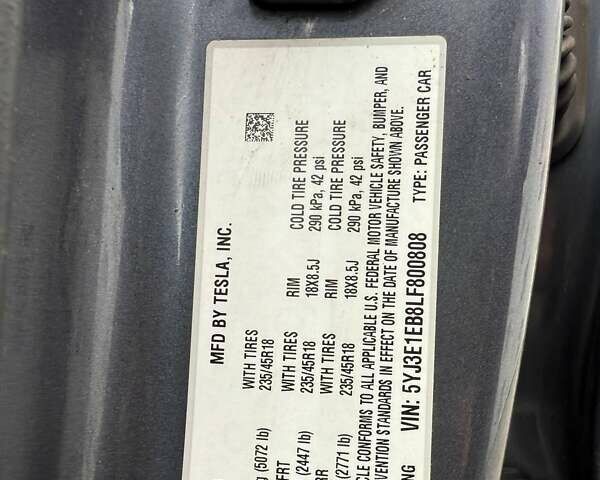 MFD BY TESLA, INC.
g (5072 lb) WITH TIRES RIM COLD TIRE PRESSURE
235/45R18 18X8.5J 290 kPa, 42 psi
FRT WITH TIRES RIM COLD TIRE PRESSURE
(2447 lb) 235/45R18 18X8.5J 290 kPa, 42 psi
RR WITH TIRES
(2771 lb) 235/45R18
CLE CONFORMS TO ALL APPLICABLE U.S. FEDERAL MOTOR VEHICLE SAFETY, BUMPER, AND
VENTION STANDARDS IN EFFECT ON THE DATE OF MANUFACTURE SHOWN ABOVE.
NG VIN: 5YJ3E1EB8LF800808 TYPE: PASSENGER CAR